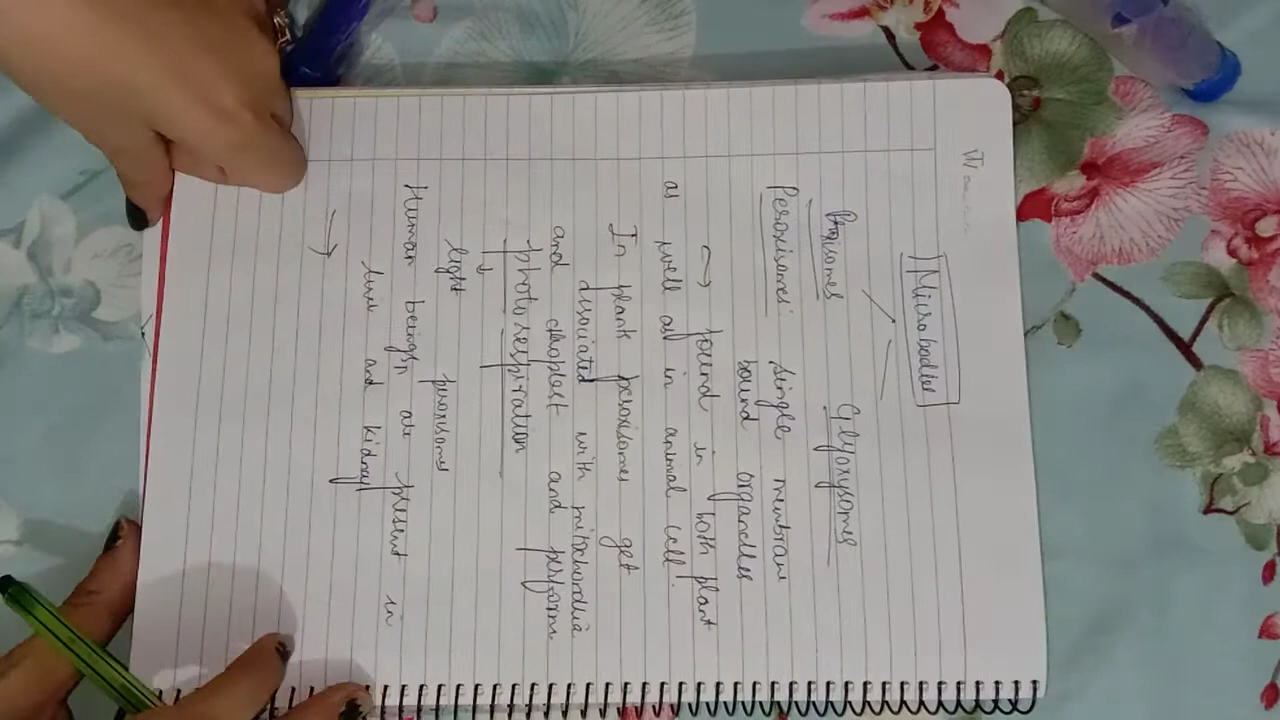 Microbodies
Peroxisomes Glyoxysome
Peroxisomes: single membrane
bound organelles
→ found in both plant
as well as in animal cell.
In plants peroxisomes get
associated with mitochondria
and chloroplast and perform
photorespiration
light peroxisomes
Human beings are present in
liver and kidney
→